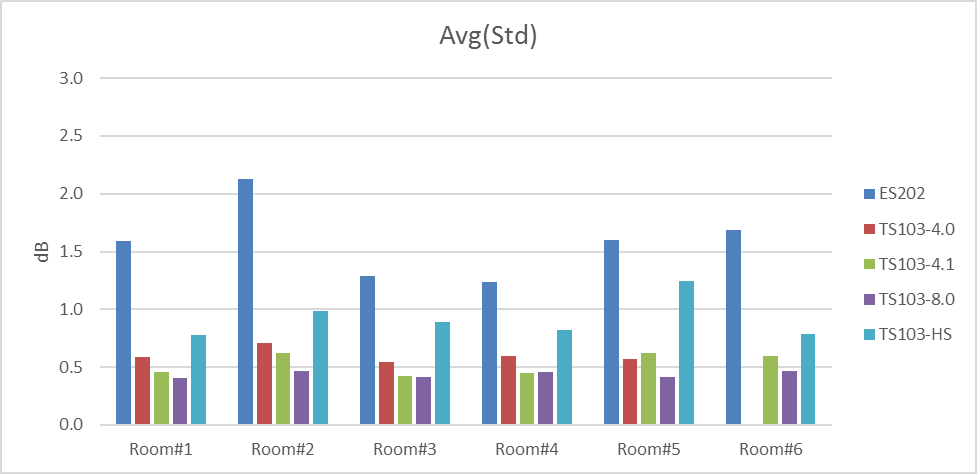 Avg(Std)
3.0
2.5
2.0
1.5
1.0
0.5
0.0
dB
Room#1 Room#2 Room#3 Room#4 Room#5 Room#6
ES202
TS103-4.0
TS103-4.1
TS103-8.0
TS103-HS